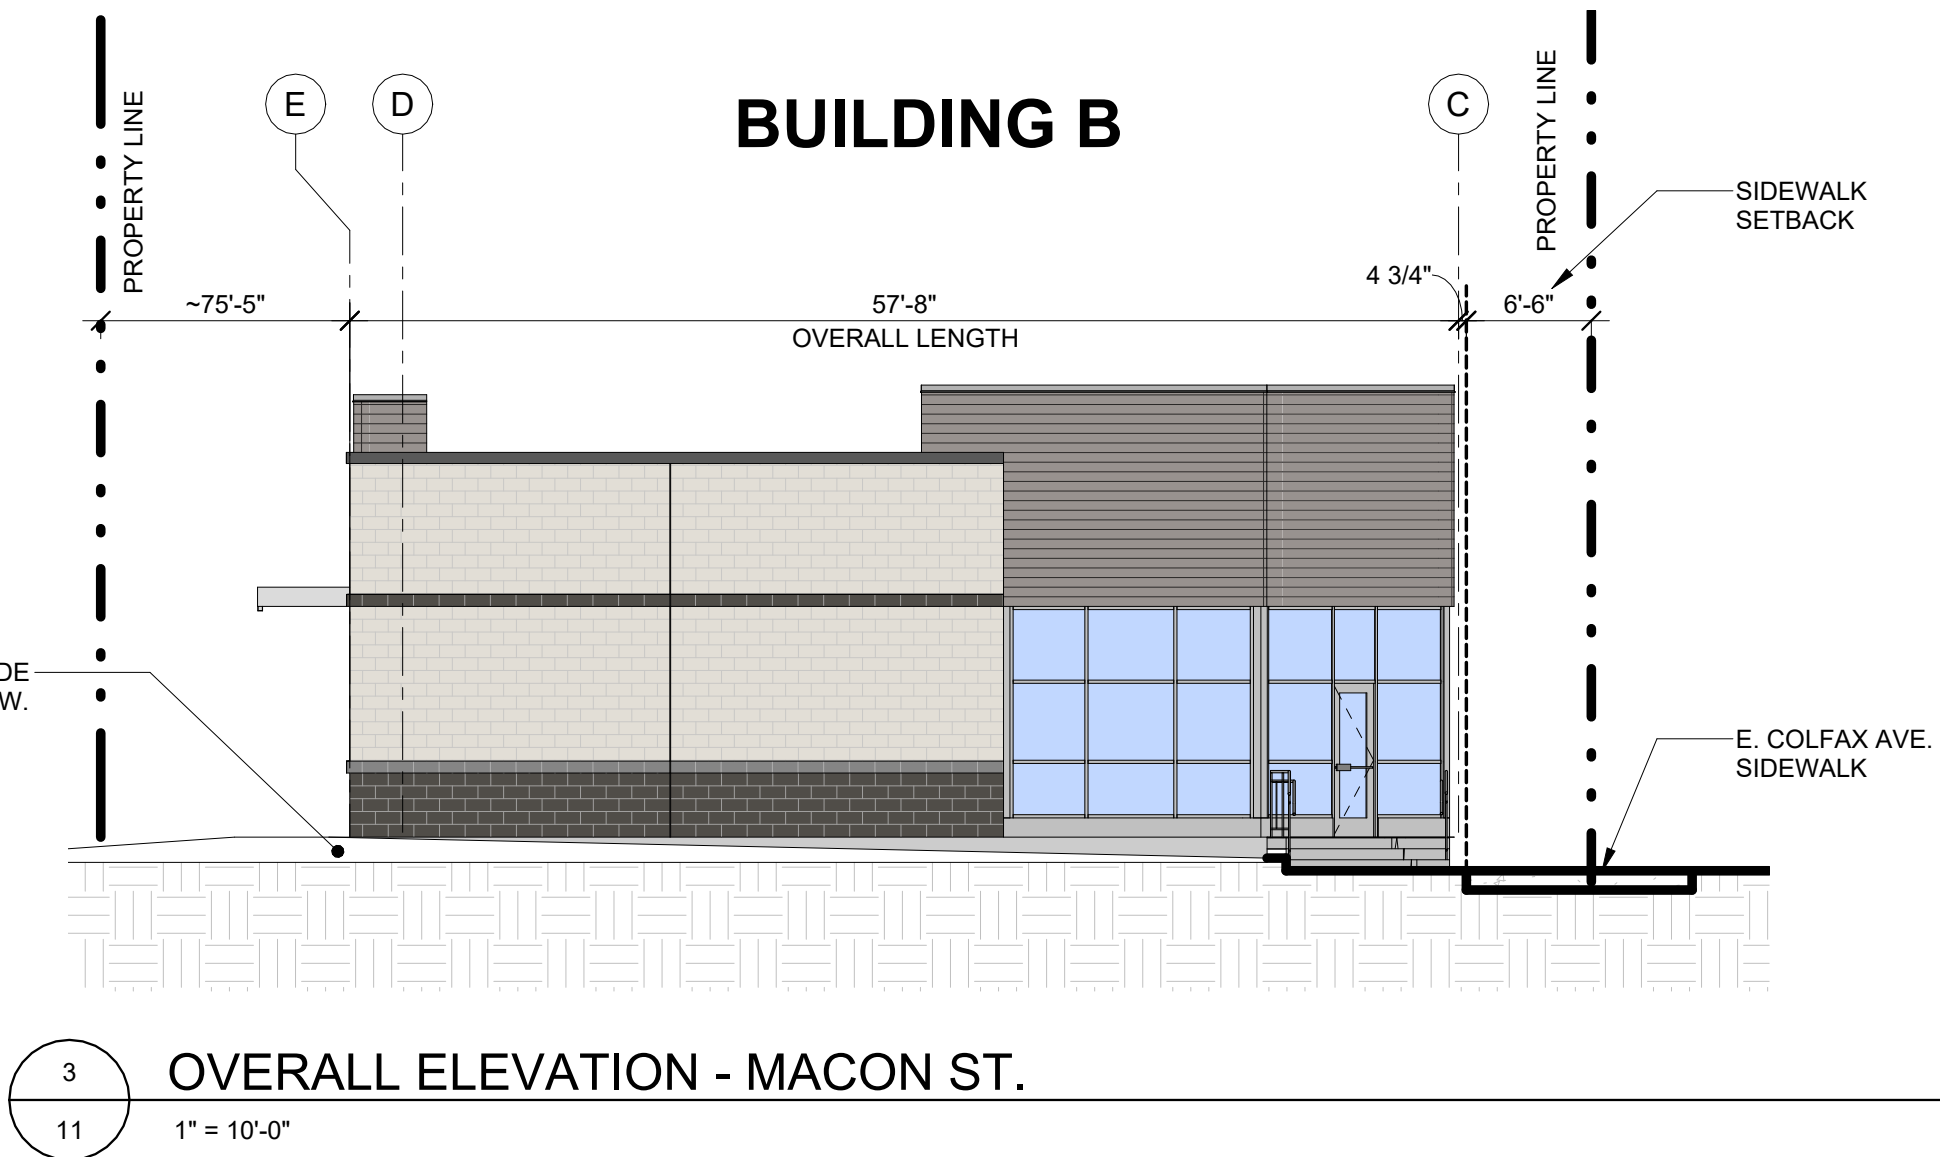 PROPERTY LINE
E
D
BUILDING B
C
PROPERTY LINE
SIDEWALK
SETBACK
~75'-5"
57'-8"
OVERALL LENGTH
4 3/4"
6'-6"
DE
W.
E. COLFAX AVE.
SIDEWALK
3
11
OVERALL ELEVATION - MACON ST.
1" = 10'-0"